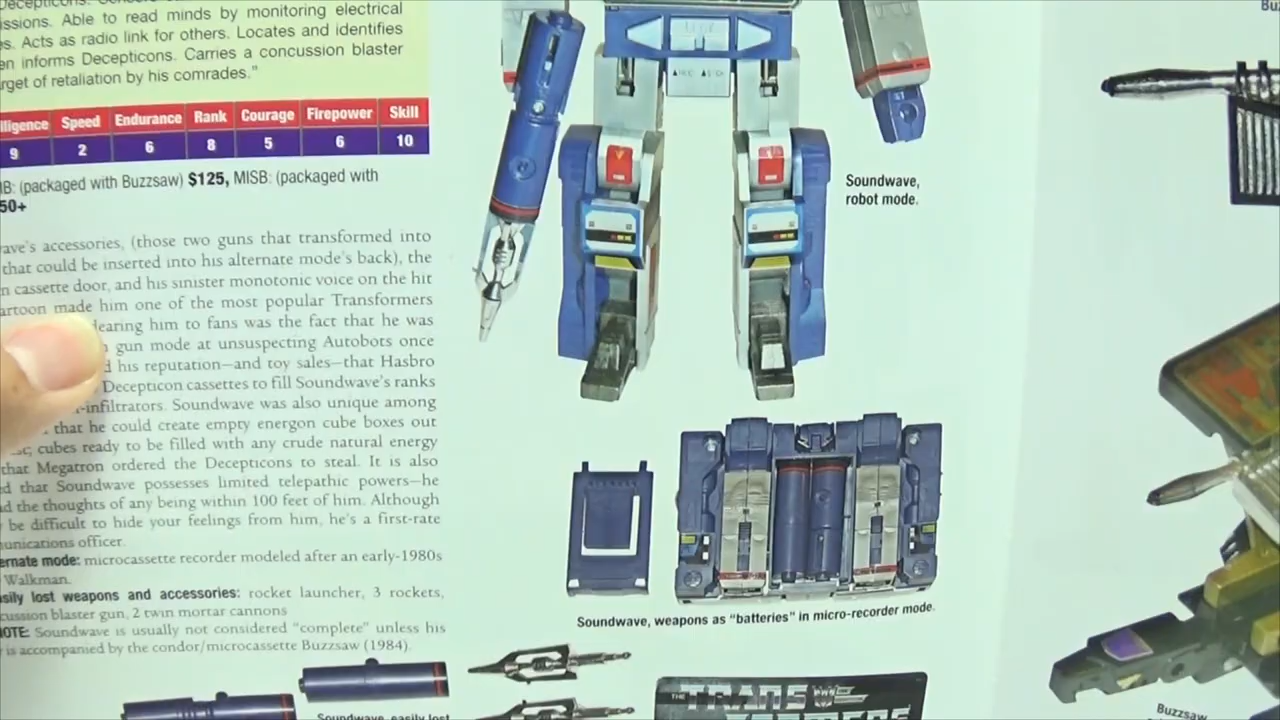 Decepticons.
ssions. Able to read minds by monitoring electrical
s. Acts as radio link for others. Locates and identifies
en informs Decepticons. Carries a concussion blaster
rget of retaliation by his comrades."
lligence Speed Endurance Rank Courage Firepower Skill
9 2 6 8 5 6 10
IB: (packaged with Buzzsaw) $125, MISB: (packaged with
50+
ave's accessories, (those two guns that transformed into
that could be inserted into his alternate mode's back), the
n cassette door, and his sinister monotonic voice on the hit
artoon made him one of the most popular Transformers
dearing him to fans was the fact that he was
gun mode at unsuspecting Autobots once
d his reputation—and toy sales—that Hasbro
Decepticon cassettes to fill Soundwave's ranks
-infiltrators. Soundwave was also unique among
that he could create empty energon cube boxes out
cubes ready to be filled with any crude natural energy
that Megatron ordered the Decepticons to steal. It is also
d that Soundwave possesses limited telepathic powers—he
d the thoughts of any being within 100 feet of him. Although
be difficult to hide your feelings from him, he's a first-rate
unications officer.
ernate mode: microcassette recorder modeled after an early-1980s
Walkman.
asily lost weapons and accessories: rocket launcher, 3 rockets,
cussion blaster gun, 2 twin mortar cannons
NOTE: Soundwave is usually not considered "complete" unless his
is accompanied by the condor/microcassette Buzzsaw (1984).
Soundwave,
robot mode.
Soundwave, weapons as "batteries" in micro-recorder mode.
Soundwave, easily lost
THE TRANSFORMERS
Bu
Buzzsaw